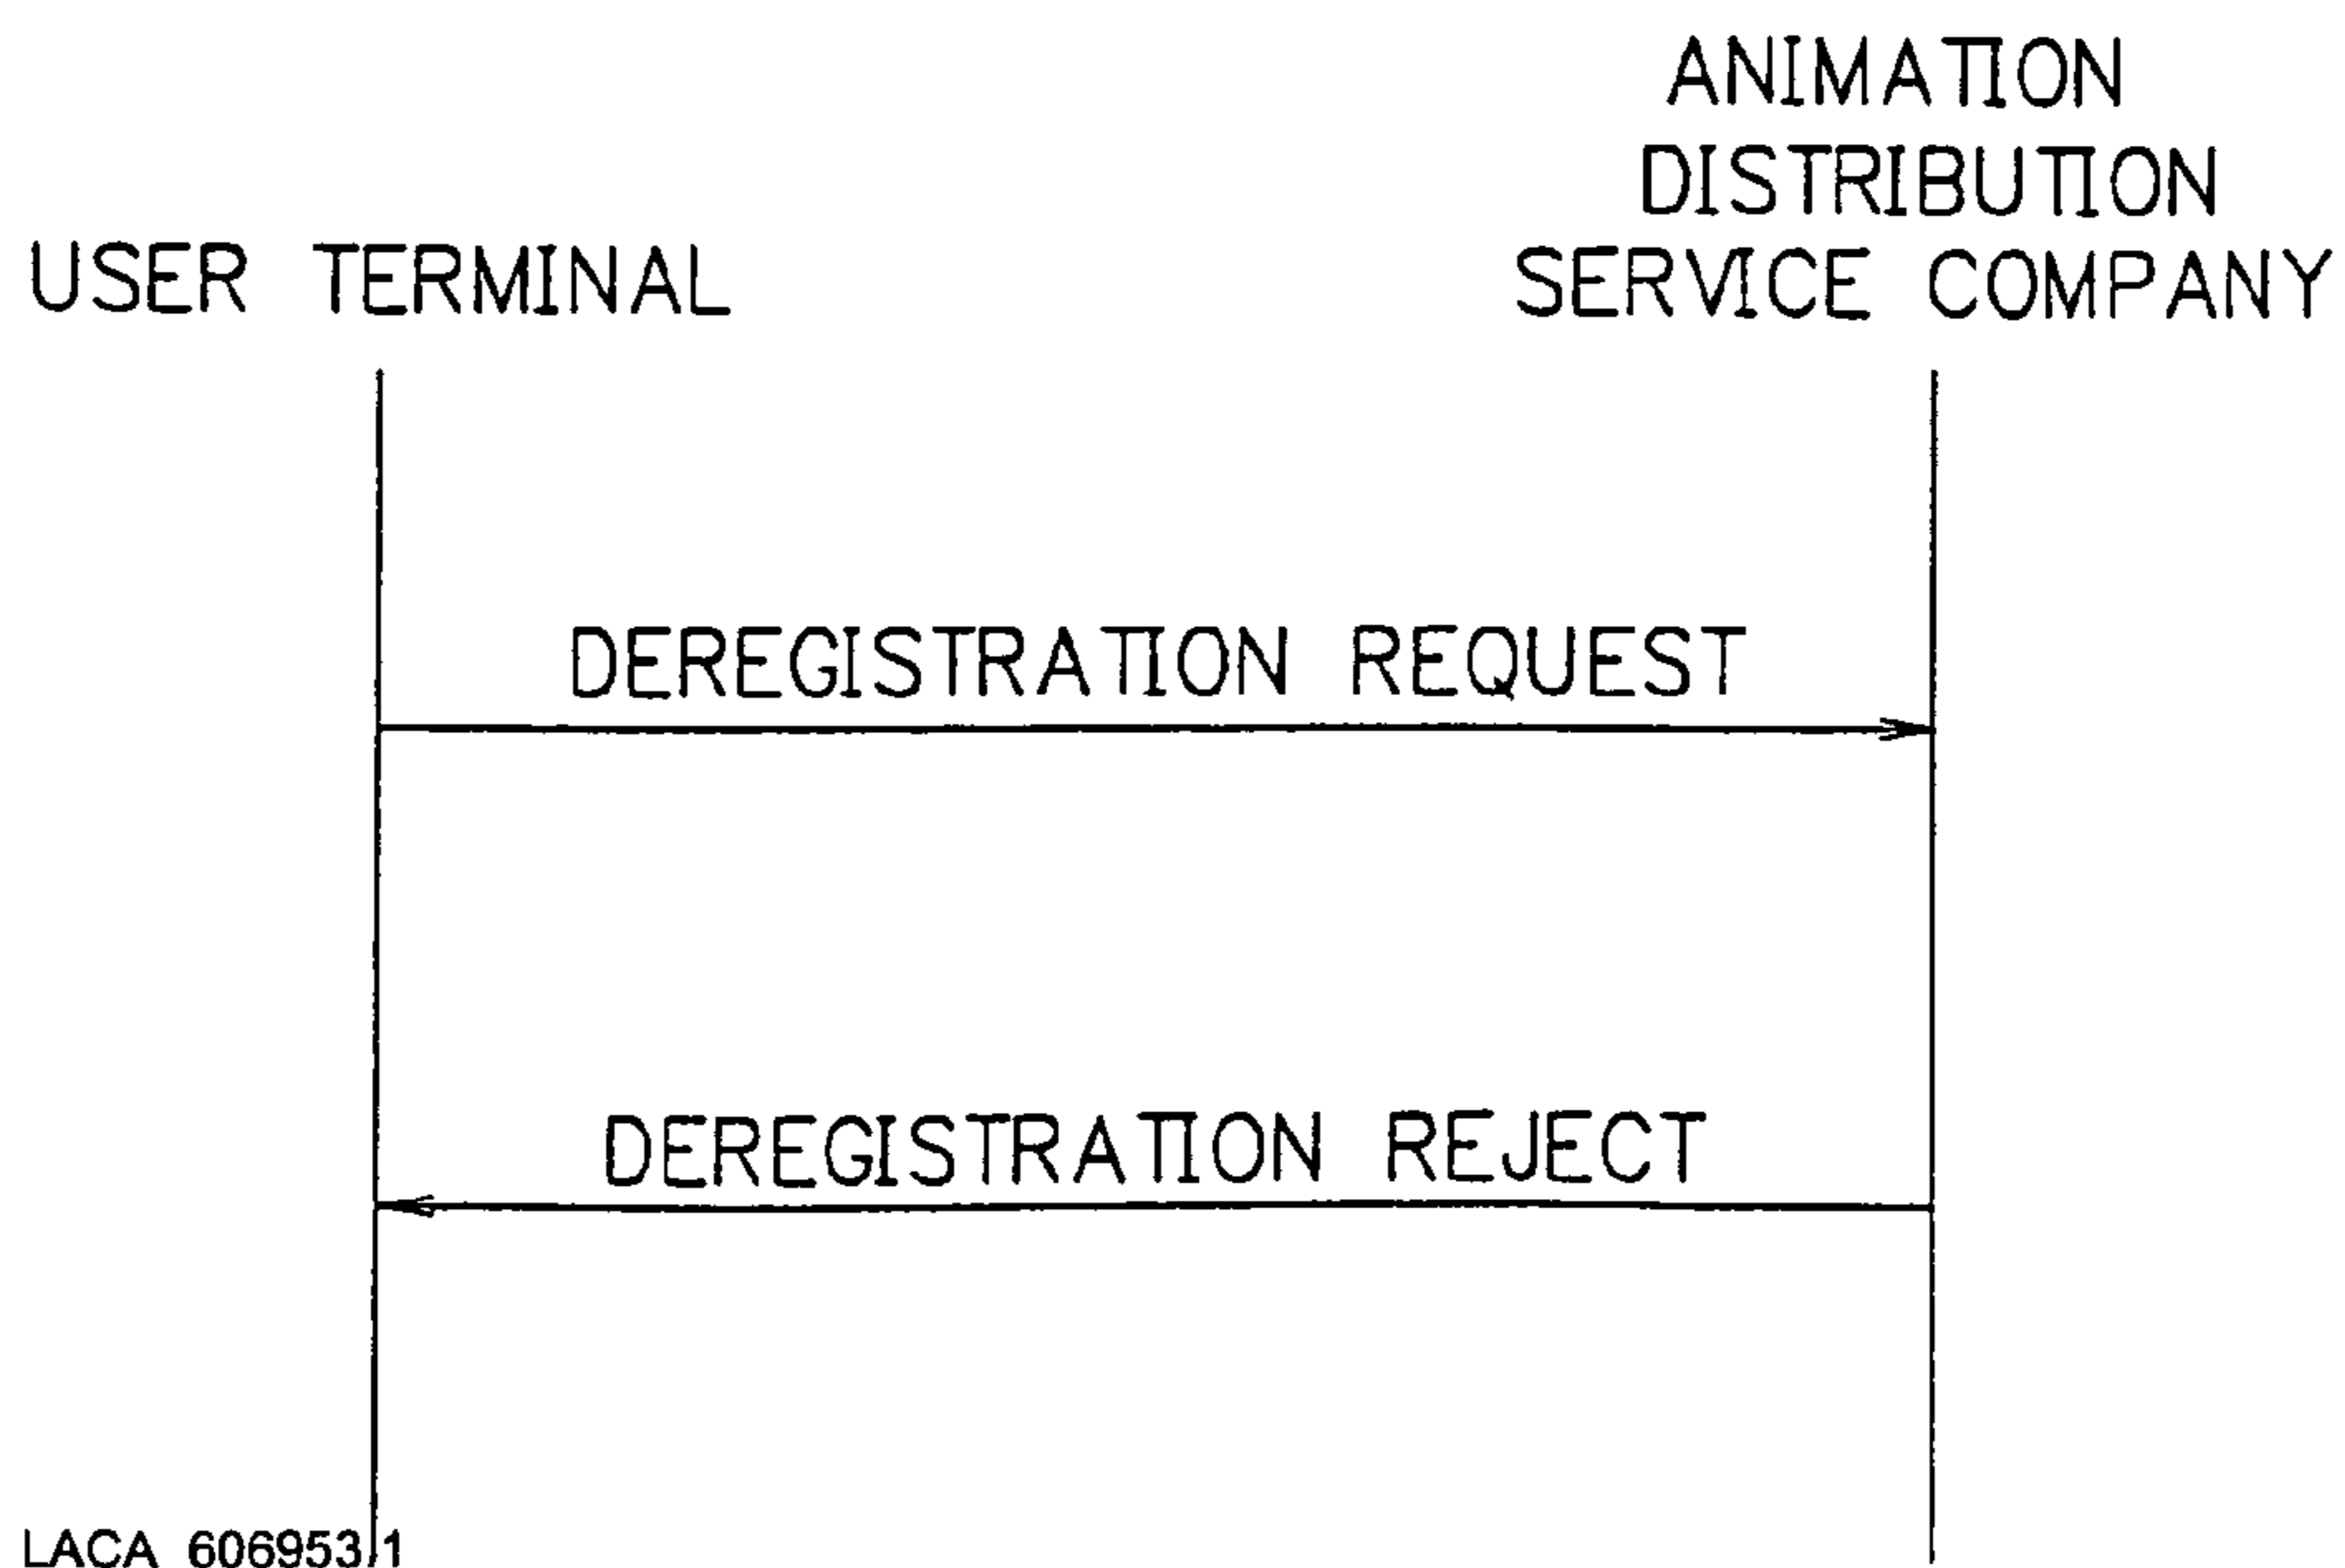 ANIMATION
DISTRIBUTION
SERVICE COMPANY
USER TERMINAL
DEREGISTRATION REQUEST
DEREGISTRATION REJECT
LACA 606953.1